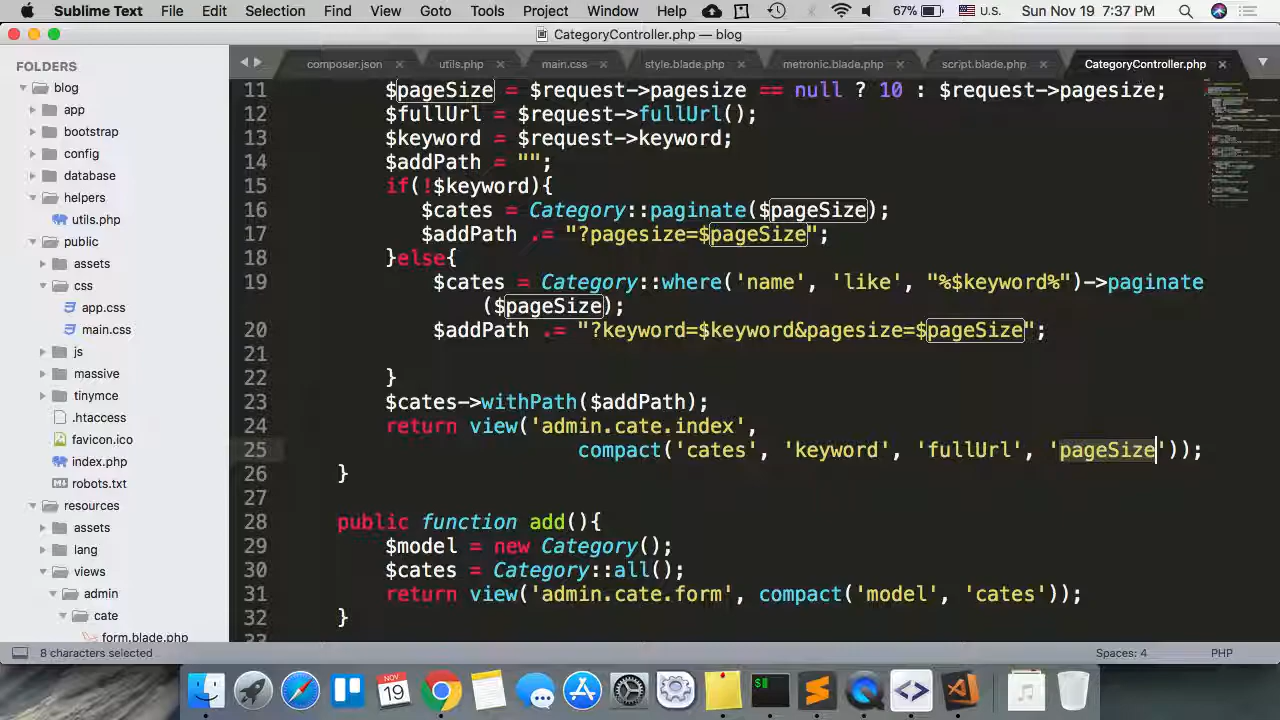 Sublime Text File Edit Selection Find View Goto Tools Project Window Help 67% U.S. Sun Nov 19 7:37 PM
CategoryController.php — blog
FOLDERS
blog
app
bootstrap
config
database
helpers
utils.php
public
assets
css
app.css
main.css
js
massive
tinymce
.htaccess
favicon.ico
index.php
robots.txt
resources
assets
lang
views
admin
cate
form.blade.php
composer.json utils.php main.css style.blade.php metronic.blade.php script.blade.php CategoryController.php
11 $pageSize = $request->pagesize == null ? 10 : $request->pagesize;
12 $fullUrl = $request->fullUrl();
13 $keyword = $request->keyword;
14 $addPath = "";
15 if(!$keyword){
16 $cates = Category::paginate($pageSize);
17 $addPath .= "?pagesize=$pageSize";
18 }else{
19 $cates = Category::where('name', 'like', "%$keyword%")->paginate
($pageSize);
20 $addPath .= "?keyword=$keyword&pagesize=$pageSize";
21
22 }
23 $cates->withPath($addPath);
24 return view('admin.cate.index',
25 compact('cates', 'keyword', 'fullUrl', 'pageSize'));
26 }
27
28 public function add(){
29 $model = new Category();
30 $cates = Category::all();
31 return view('admin.cate.form', compact('model', 'cates'));
32 }
33
8 characters selected Spaces: 4 PHP
NOV
19